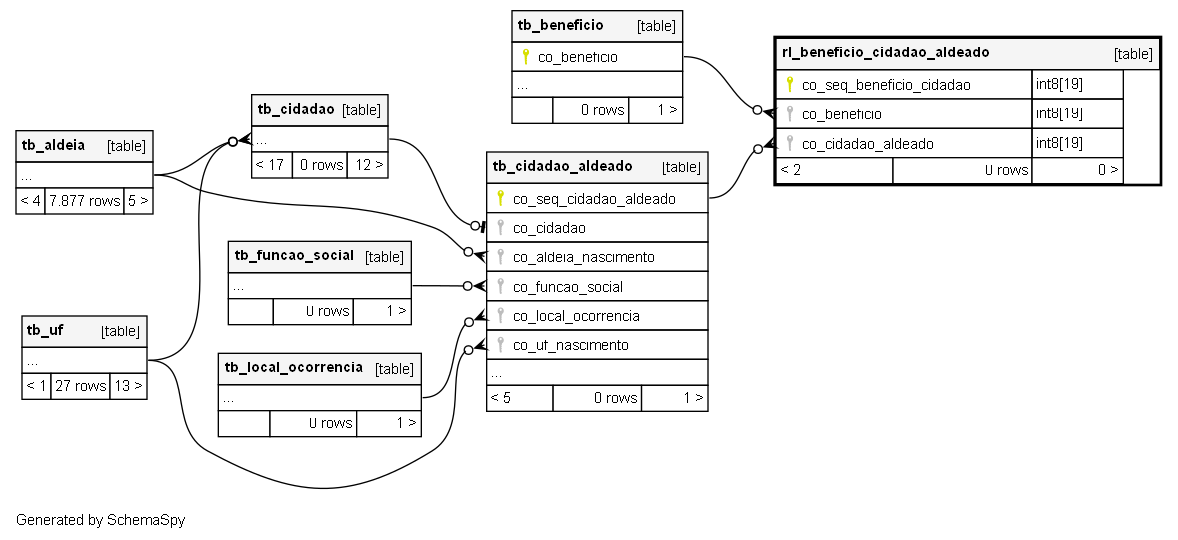 tb_beneficio [table]
co_beneficio
...
0 rows 1 >
rl_beneficio_cidadao_aldeado [table]
co_seq_beneficio_cidadao int8[19]
co_beneficio int8[19]
co_cidadao_aldeado int8[19]
< 2 0 rows 0 >
tb_cidadao [table]
...
< 17 0 rows 12 >
tb_aldeia [table]
...
< 4 7.877 rows 5 >
tb_cidadao_aldeado [table]
co_seq_cidadao_aldeado
co_cidadao
co_aldeia_nascimento
co_funcao_social
co_local_ocorrencia
co_uf_nascimento
...
< 5 0 rows 1 >
tb_funcao_social [table]
...
0 rows 1 >
tb_uf [table]
...
< 1 27 rows 13 >
tb_local_ocorrencia [table]
...
0 rows 1 >
Generated by SchemaSpy